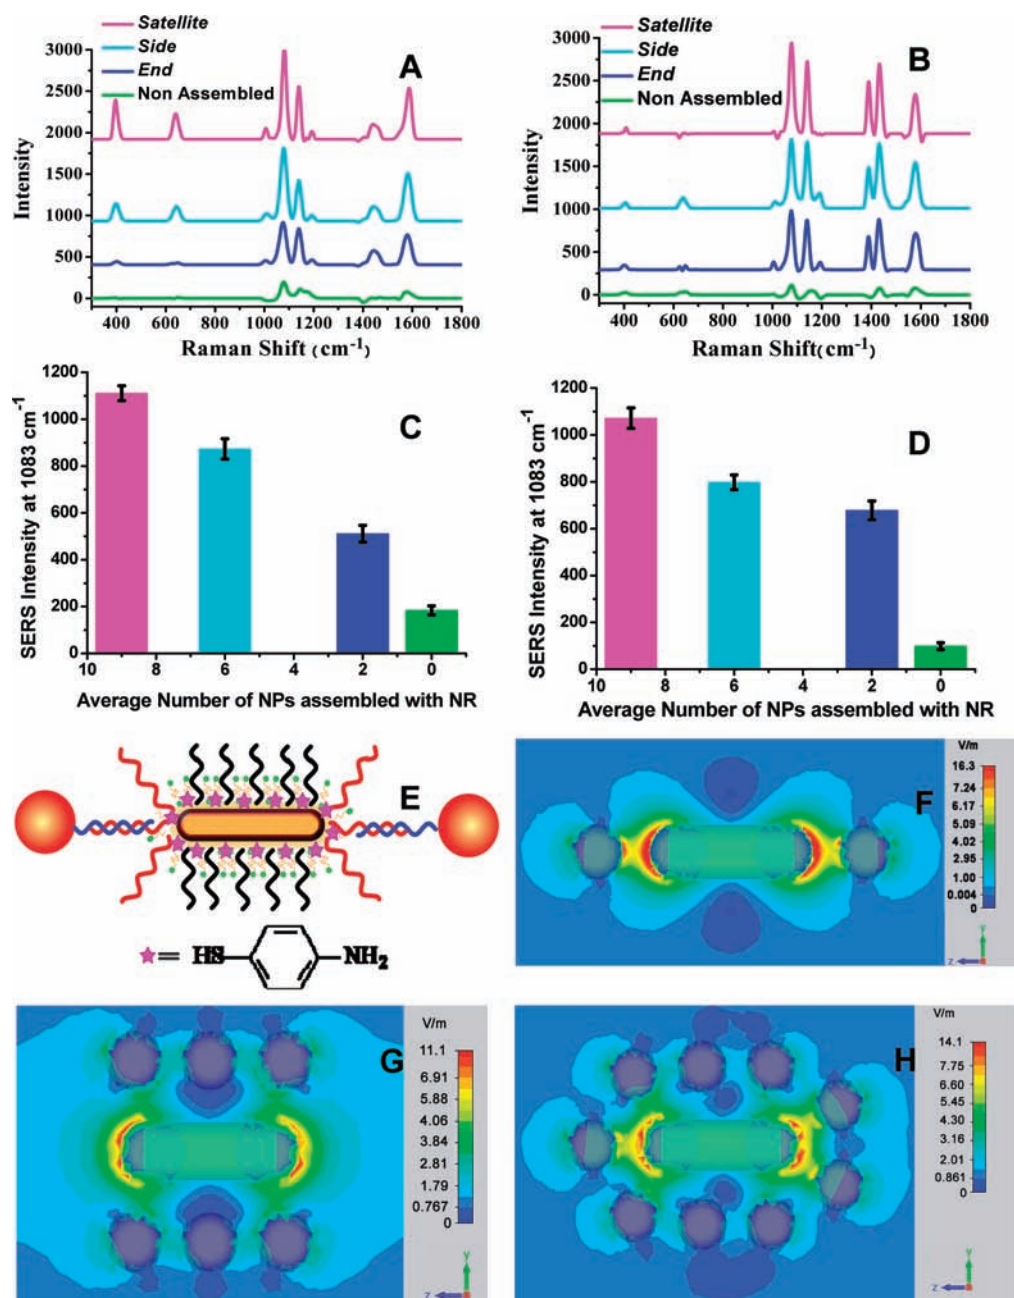 Satellite
Side
End
Non Assembled
A
3000
2500
2000
1500
1000
500
0
Intensity
400 600 800 1000 1200 1400 1600 1800
Raman Shift (cm-1)
Satellite
Side
End
Non Assembled
B
3000
2500
2000
1500
1000
500
0
Intensity
400 600 800 1000 1200 1400 1600 1800
Raman Shift(cm-1)
C
1200
1000
800
600
400
200
0
SERS Intensity at 1083 cm-1
10 8 6 4 2 0
Average Number of NPs assembled with NR
D
1200
1000
800
600
400
200
0
SERS Intensity at 1083 cm-1
10 8 6 4 2 0
Average Number of NPs assembled with NR
E
= HS NH2
F
V/m
16.3
7.24
6.17
5.09
4.02
2.95
1.00
0.004
0
Y
Z
G
V/m
11.1
6.91
5.88
4.06
3.84
2.81
1.79
0.767
0
Y
Z
H
V/m
14.1
7.75
6.60
5.45
4.30
3.16
2.01
0.861
0
Y
Z